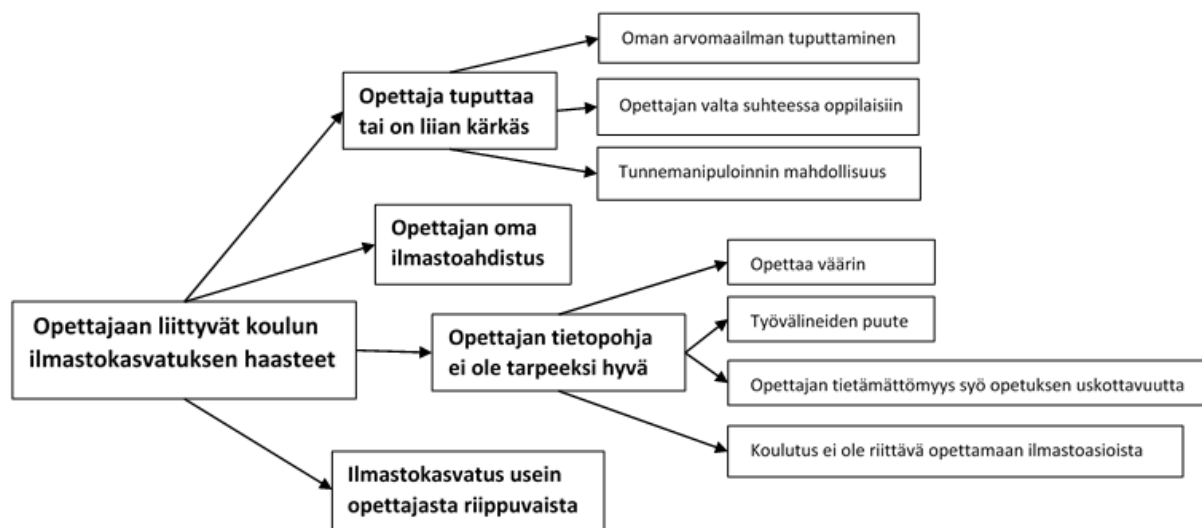 Oman arvomaailman tuputtaminen
Opettaja tuputtaa
tai on liian kärkäs
Opettajan valta suhteessa oppilaisiin
Tunnemanipuloinnin mahdollisuus
Opettajan oma
ilmastoahdistus
Opettajaan liittyvät koulun
ilmastokasvatuksen haasteet
Opettajan tietopohja
ei ole tarpeeksi hyvä
Opettaa väärin
Työvälineiden puute
Opettajan tietämättömyys syö opetuksen uskottavuutta
Koulutus ei ole riittävä opettamaan ilmastoasioista
Ilmastokasvatus usein
opettajasta riippuvaista